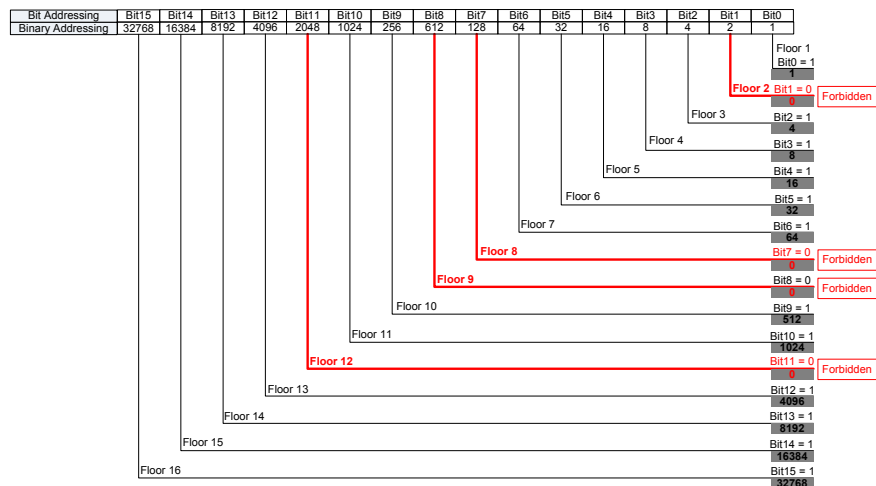 Bit Addressing Bit15 Bit14 Bit13 Bit12 Bit11 Bit10 Bit9 Bit8 Bit7 Bit6 Bit5 Bit4 Bit3 Bit2 Bit1 Bit0
Binary Addressing 32768 16384 8192 4096 2048 1024 256 612 128 64 32 16 8 4 2 1
Floor 1
Bit0 = 1
1
Floor 2 Bit1 = 0 Forbidden
0
Floor 3 Bit2 = 1
4
Floor 4 Bit3 = 1
8
Floor 5 Bit4 = 1
16
Floor 6 Bit5 = 1
32
Floor 7 Bit6 = 1
64
Floor 8 Bit7 = 0 Forbidden
0
Floor 9 Bit8 = 0 Forbidden
0
Floor 10 Bit9 = 1
512
Floor 11 Bit10 = 1
1024
Floor 12 Bit11 = 0 Forbidden
0
Floor 13 Bit12 = 1
4096
Floor 14 Bit13 = 1
8192
Floor 15 Bit14 = 1
16384
Floor 16 Bit15 = 1
32768